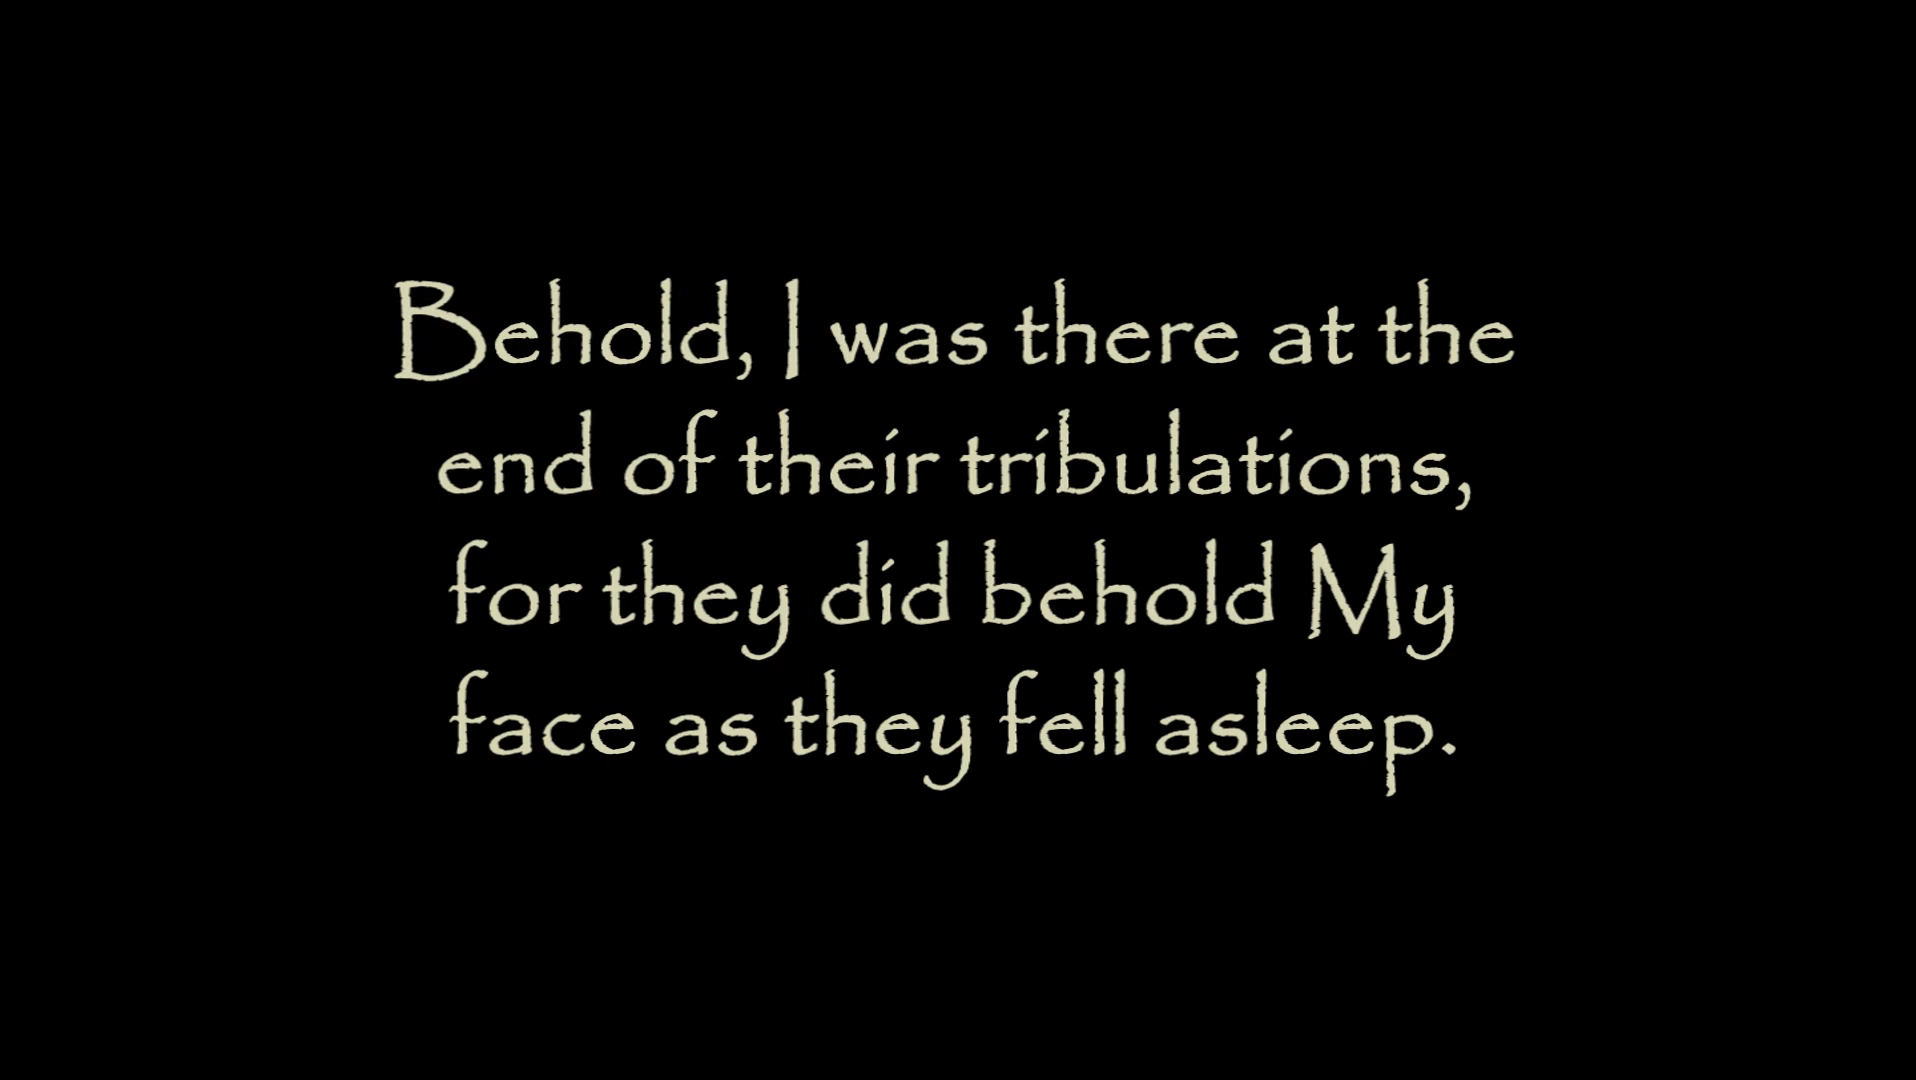 Behold, I was there at the
end of their tribulations,
for they did behold My
face as they fell asleep.